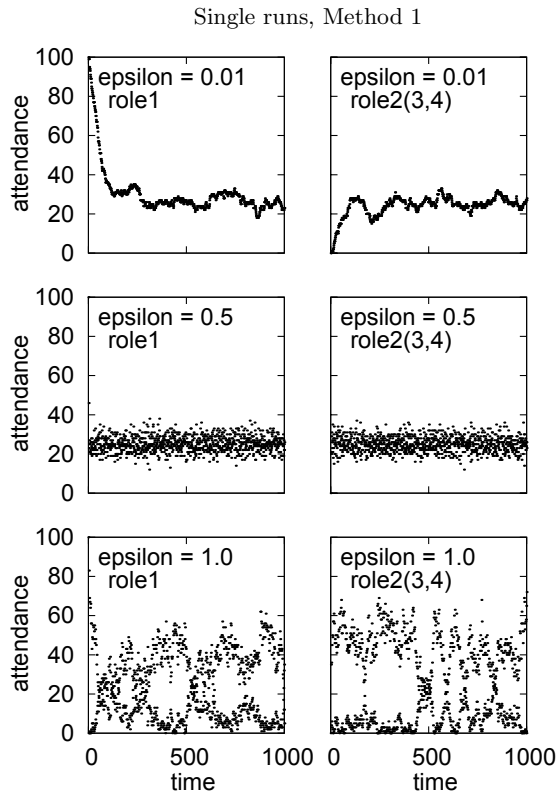 Single runs, Method 1
100
80
60
40
20
0
attendance
epsilon = 0.01
role1
epsilon = 0.01
role2(3,4)
100
80
60
40
20
0
attendance
epsilon = 0.5
role1
epsilon = 0.5
role2(3,4)
100
80
60
40
20
0
attendance
epsilon = 1.0
role1
epsilon = 1.0
role2(3,4)
0 500 1000
time
0 500 1000
time